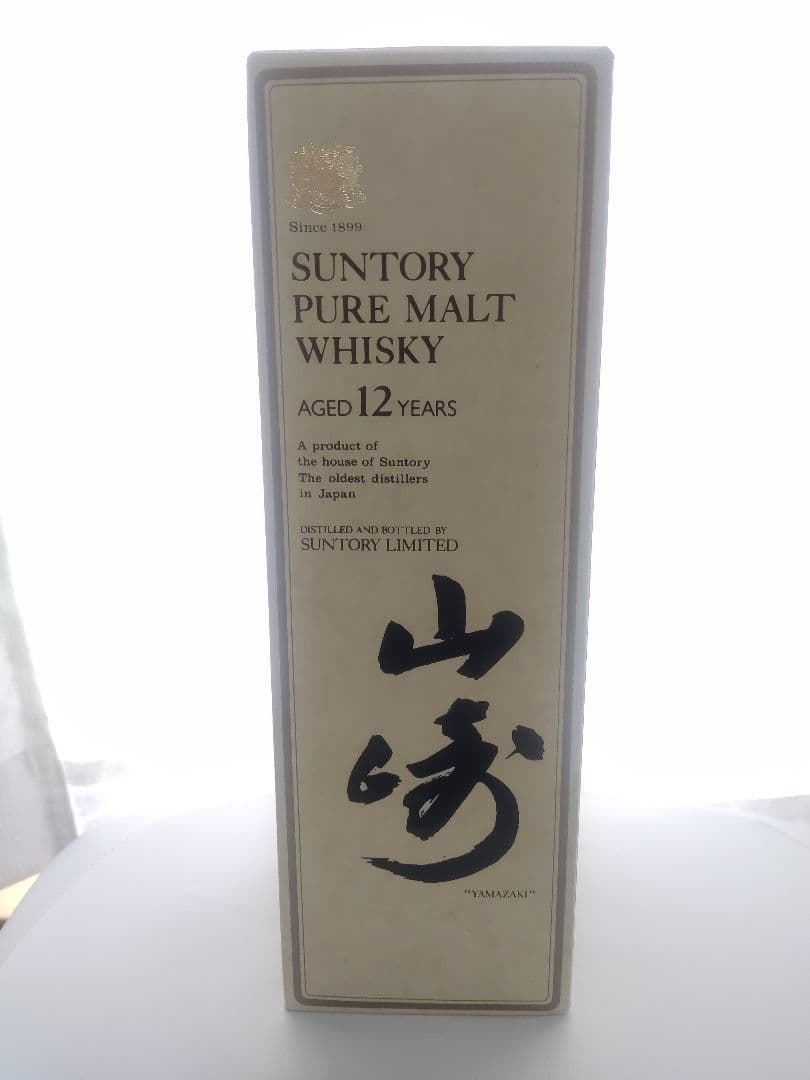 Since 1899
SUNTORY
PURE MALT
WHISKY
AGED 12 YEARS
A product of
the house of Suntory
The oldest distillers
in Japan
DISTILLED AND BOTTLED BY
SUNTORY LIMITED
山
崎
"YAMAZAKI"